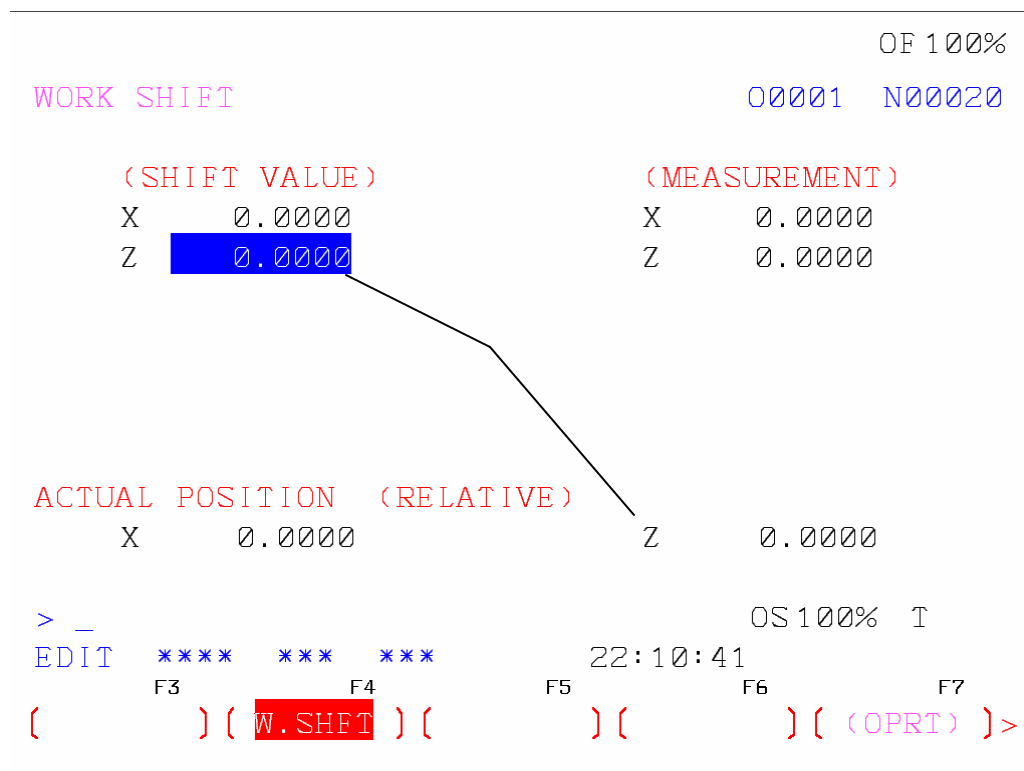 OF 100%
WORK SHIFT O0001 N00020
(SHIFT VALUE) (MEASUREMENT)
X 0.0000 X 0.0000
Z 0.0000 Z 0.0000
ACTUAL POSITION (RELATIVE)
X 0.0000 Z 0.0000
> _ OS 100% T
EDIT **** *** *** 22:10:41
F3 F4 F5 F6 F7
( ) ( W.SHFT ) ( ) ( ) ( (OPRT) )>